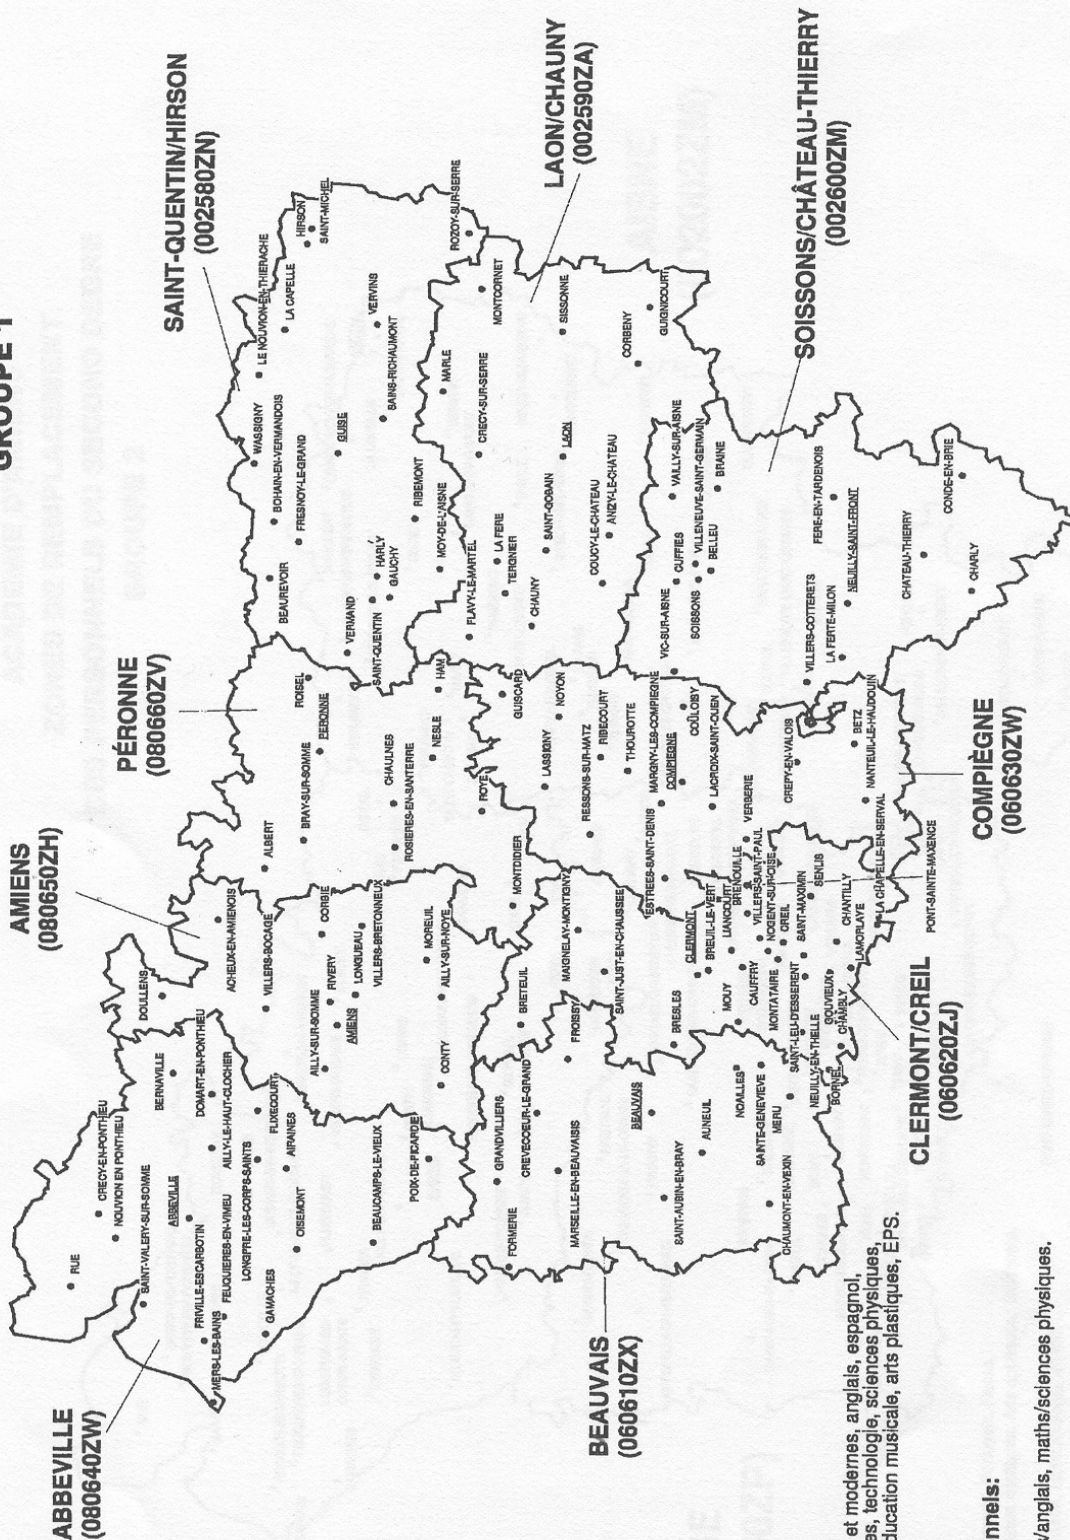 GROUPE 1
ABBEVILLE
(080640ZW)
AMIENS
(080650ZH)
PÉRONNE
(080660ZV)
SAINT-QUENTIN/HIRSON
(002580ZN)
LAON/CHAUNY
(002590ZA)
SOISSONS/CHÂTEAU-THIERRY
(002600ZM)
COMPIÈGNE
(060630ZW)
CLERMONT/CREIL
(060620ZJ)
BEAUVAIS
(060610ZX)
RUE
CRECY-EN-PONTHIEU
NOUVION EN PONTHIEU
SAINT-VALERY-SUR-SOMME
ABBEVILLE
FRIVILLE-ESCARBOTIN
MERS-LES-BAINS
FEUQUIERES-EN-VIMEU
LONGPRE-LES-CORPS-SAINTS
GAMACHES
OISEMONT
AIRAINES
FLIXECOURT
AILLY-LE-HAUT-CLOCHER
DOMART-EN-PONTHIEU
BERNAVILLE
BEAUCAMPS-LE-VIEUX
POIX-DE-PICARDIE
DOULLENS
ACHEUX-EN-AMIENOIS
VILLERS-BOCAGE
CORBIE
RIVERY
AILLY-SUR-SOMME
AMIENS
LONGUEAU
VILLERS-BRETONNEUX
MOREUIL
AILLY-SUR-NOYE
CONTY
MONTDIDIER
ALBERT
BRAY-SUR-SOMME
PERONNE
ROISEL
CHAULNES
ROSIERES-EN-SANTERRE
NESLE
HAM
ROYE
WASSIGNY
BOHAIN-EN-VERMANDOIS
FRESNOY-LE-GRAND
BEAUREVOIR
LE NOUVION-EN-THIERACHE
LA CAPELLE
HIRSON
SAINT-MICHEL
GUISE
VERVINS
SAINS-RICHAUMONT
RIBEMONT
MOY-DE-L'AISNE
HARLY
GAUCHY
SAINT-QUENTIN
VERMAND
FLAVY-LE-MARTEL
ROZOY-SUR-SERRE
MONTCORNET
MARLE
CRECY-SUR-SERRE
SISSONNE
LA FERE
TERGNIER
CHAUNY
SAINT-GOBAIN
LAON
COUCY-LE-CHATEAU
ANIZY-LE-CHATEAU
CORBENY
GUIGNICOURT
VIC-SUR-AISNE
CUFFIES
SOISSONS
VILLENEUVE-SAINT-GERMAIN
BELLEU
VAILLY-SUR-AISNE
BRAINE
VILLERS-COTTERETS
LA FERTE-MILON
NEUILLY-SAINT-FRONT
FERE-EN-TARDENOIS
CHATEAU-THIERRY
CONDE-EN-BRIE
CHARLY
GUISCARD
NOYON
LASSIGNY
RESSONS-SUR-MATZ
RIBECOURT
THOUROTTE
MARGNY-LES-COMPIEGNE
COMPIEGNE
COÛLOISY
LACROIX-SAINT-OUEN
ESTREES-SAINT-DENIS
VERBERIE
CREPY-EN-VALOIS
BETZ
NANTEUIL-LE-HAUDOUIN
SENLIS
LA CHAPELLE-EN-SERVAL
PONT-SAINTE-MAXENCE
BRETEUIL
FROISSY
MAIGNELAY-MONTIGNY
SAINT-JUST-EN-CHAUSSEE
CLERMONT
BREUIL-LE-VERT
BRESLES
LIANCOURT
BRENOUILLE
VILLERS-SAINT-PAUL
NOGENT-SUR-OISE
CREIL
MOUY
CAUFFRY
MONTATAIRE
SAINT-MAXIMIN
SAINT-LEU-D'ESSERENT
CHANTILLY
LAMORLAYE
GOUVIEUX
CHAMBLY
NEUILLY-EN-THELLE
BORNEL
GRANDVILLIERS
CREVECOEUR-LE-GRAND
FORMERIE
MARSEILLE-EN-BEAUVAISIS
BEAUVAIS
AUNEUIL
SAINT-AUBIN-EN-BRAY
NOAILLES
SAINTE-GENEVIEVE
MERU
CHAUMONT-EN-VEXIN
et modernes, anglais, espagnol,
es, technologie, sciences physiques,
ducation musicale, arts plastiques, EPS.
nnels:
s/anglais, maths/sciences physiques.